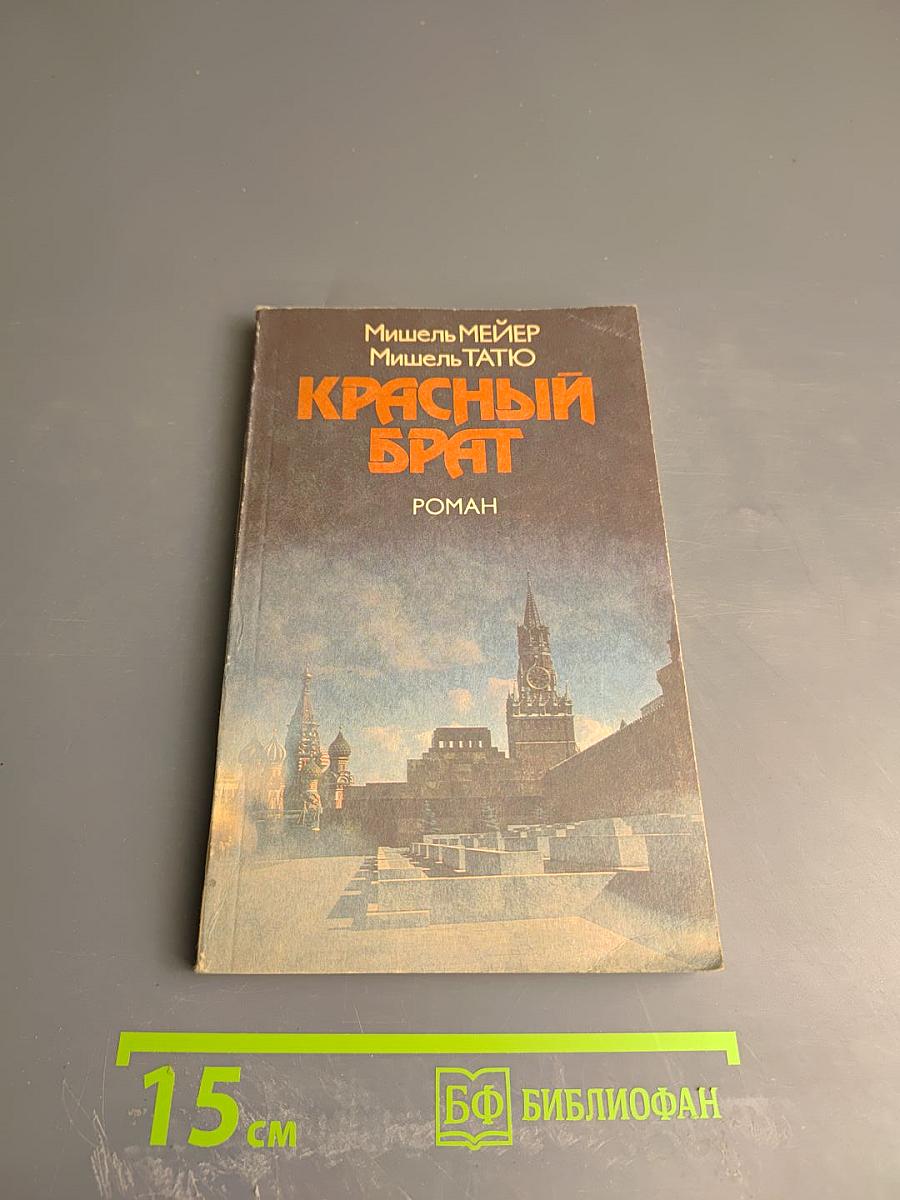 Мишель МЕЙЕР
Мишель ТАТЮ
КРАСНЫЙ
БРАТ
РОМАН
15 см
БФ БИБЛИОФАН